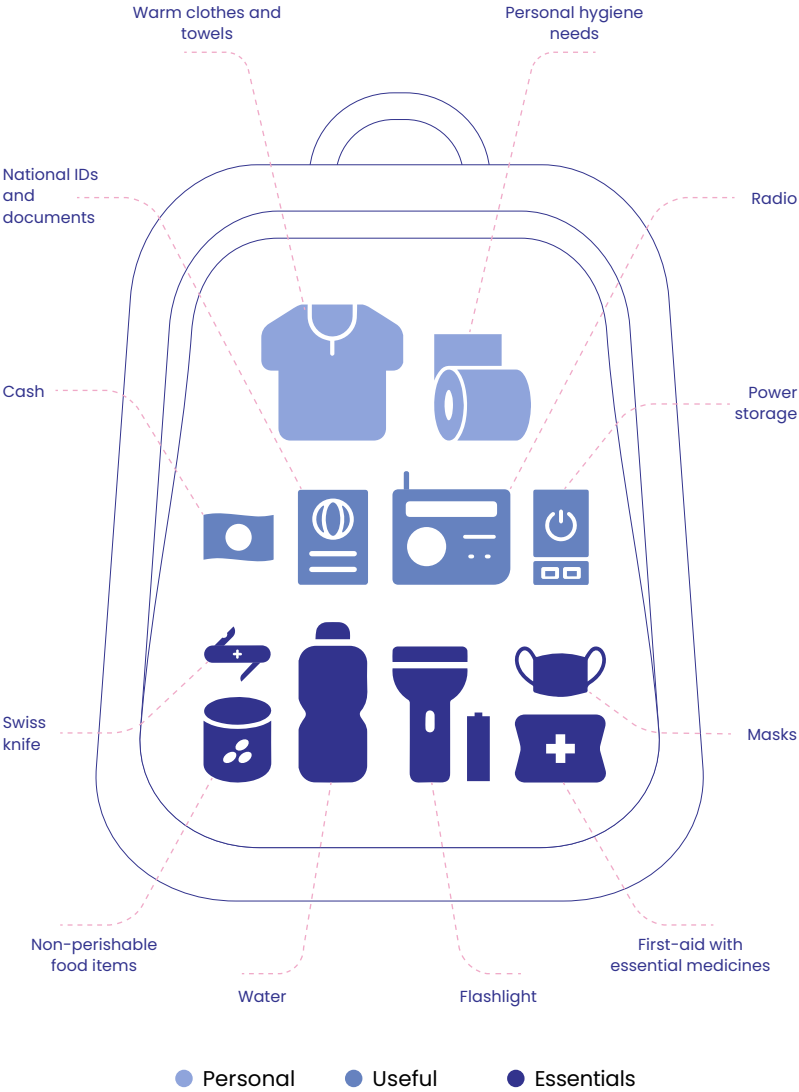 Warm clothes and
towels
Personal hygiene
needs
National IDs
and
documents
Radio
Cash
Power
storage
Swiss
knife
Masks
Non-perishable
food items
First-aid with
essential medicines
Water
Flashlight
Personal
Useful
Essentials